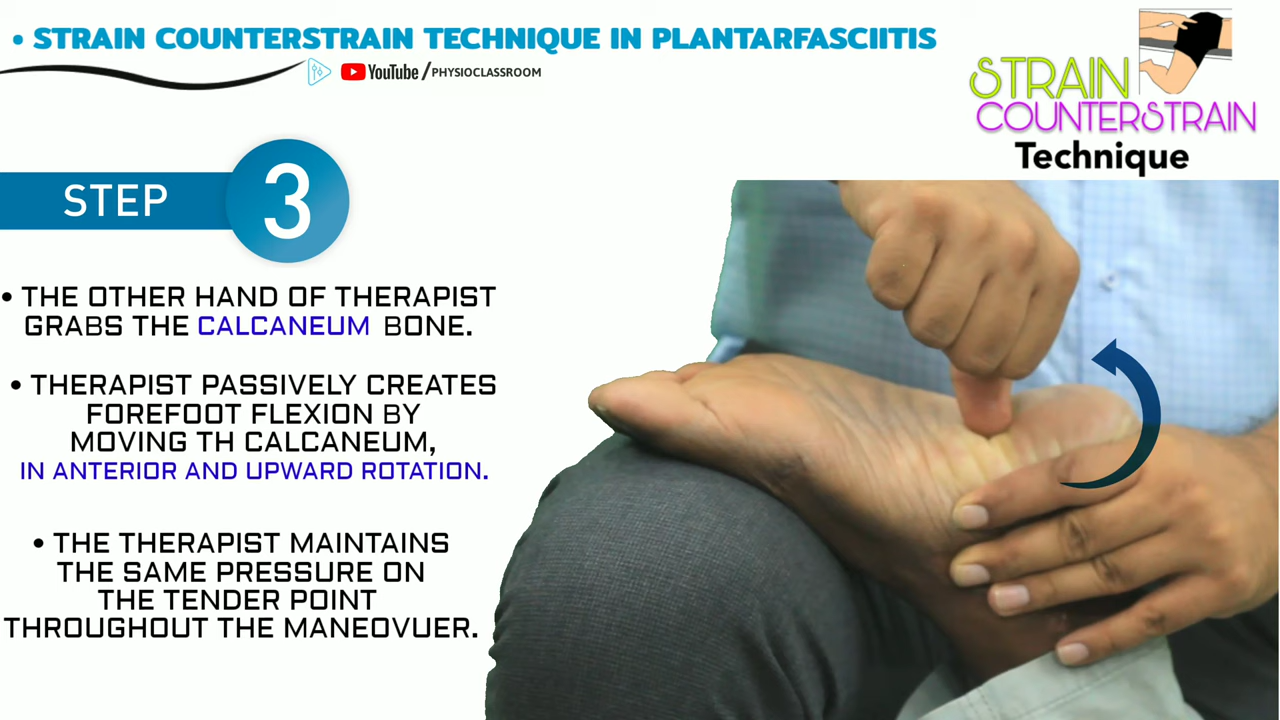 • STRAIN COUNTERSTRAIN TECHNIQUE IN PLANTARFASCIITIS
YouTube /PHYSIOCLASSROOM
STRAIN
COUNTERSTRAIN
Technique
STEP 3
• THE OTHER HAND OF THERAPIST
GRABS THE CALCANEUM BONE.
• THERAPIST PASSIVELY CREATES
FOREFOOT FLEXION BY
MOVING TH CALCANEUM,
IN ANTERIOR AND UPWARD ROTATION.
• THE THERAPIST MAINTAINS
THE SAME PRESSURE ON
THE TENDER POINT
THROUGHOUT THE MANEOVUER.